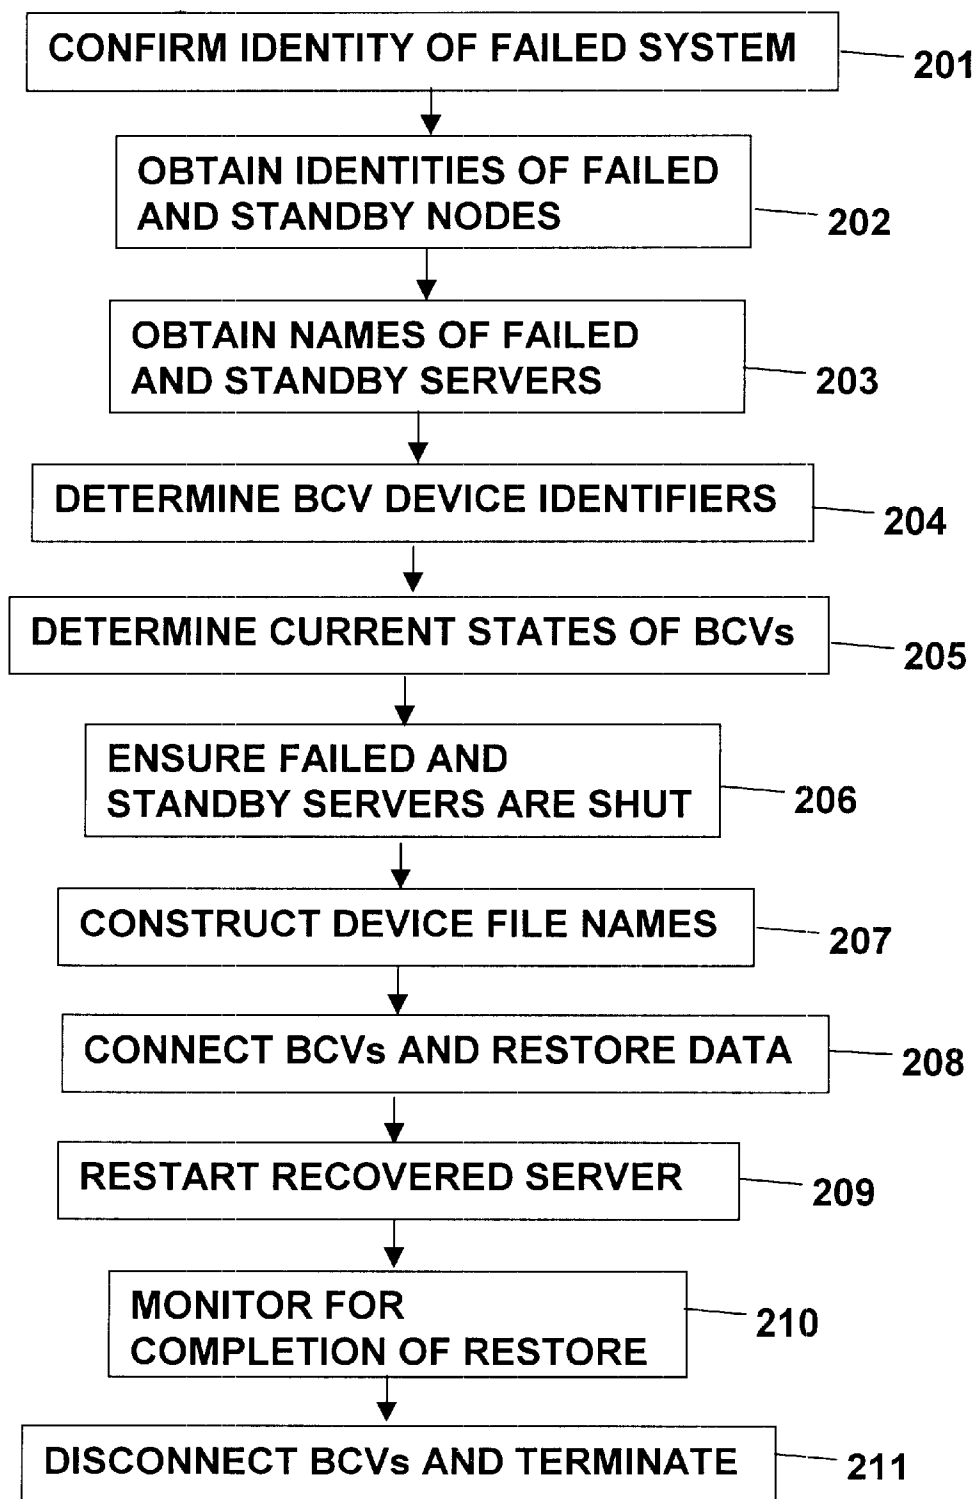 CONFIRM IDENTITY OF FAILED SYSTEM
201
OBTAIN IDENTITIES OF FAILED
AND STANDBY NODES
202
OBTAIN NAMES OF FAILED
AND STANDBY SERVERS
203
DETERMINE BCV DEVICE IDENTIFIERS
204
DETERMINE CURRENT STATES OF BCVs
205
ENSURE FAILED AND
STANDBY SERVERS ARE SHUT
206
CONSTRUCT DEVICE FILE NAMES
207
CONNECT BCVs AND RESTORE DATA
208
RESTART RECOVERED SERVER
209
MONITOR FOR
COMPLETION OF RESTORE
210
DISCONNECT BCVs AND TERMINATE
211